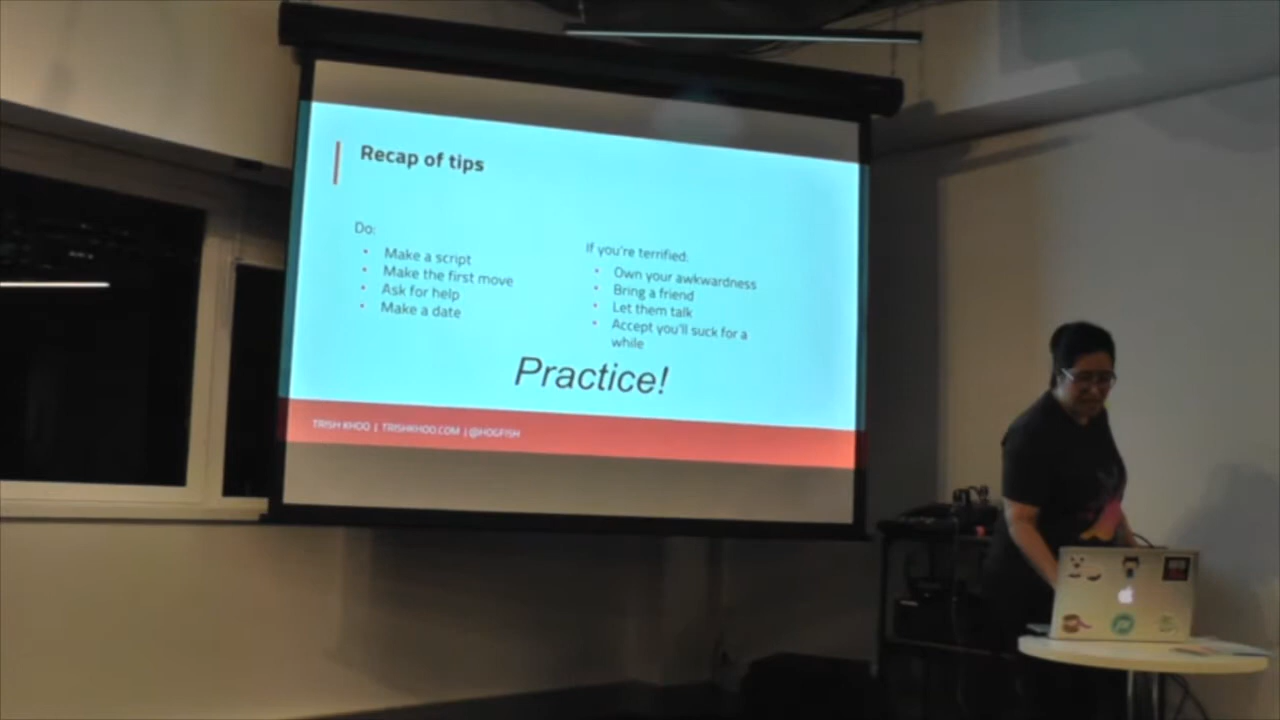 Recap of tips
Do:
• Make a script
• Make the first move
• Ask for help
• Make a date
If you're terrified:
• Own your awkwardness
• Bring a friend
• Let them talk
• Accept you'll suck for a
while
Practice!
TRISH KHOO | TRISHKHOO.COM | @HOGFISH